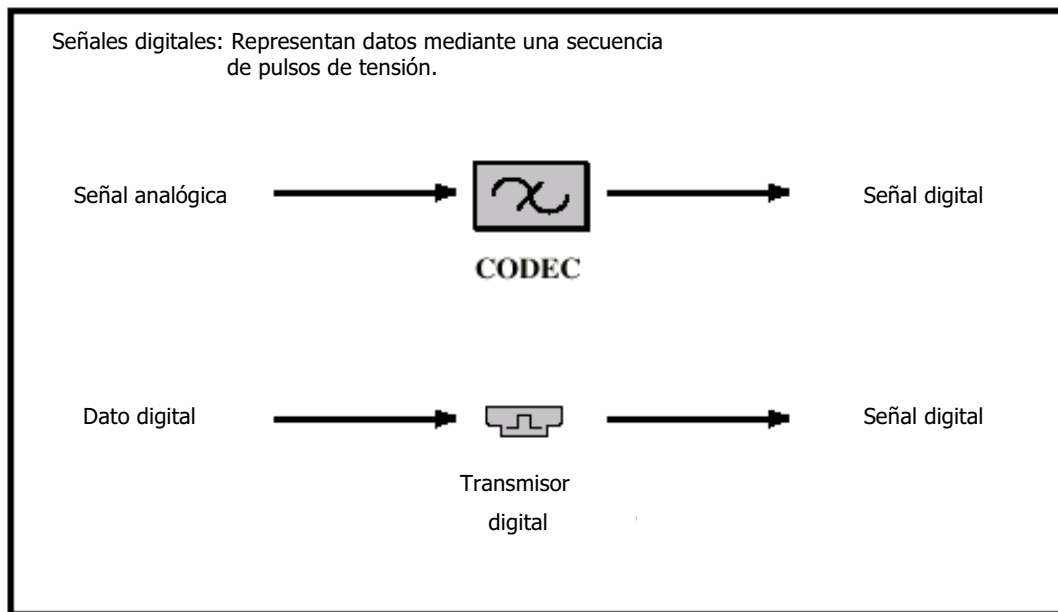 Señales digitales: Representan datos mediante una secuencia
de pulsos de tensión.
Señal analógica
Señal digital
CODEC
Dato digital
Señal digital
Transmisor
digital